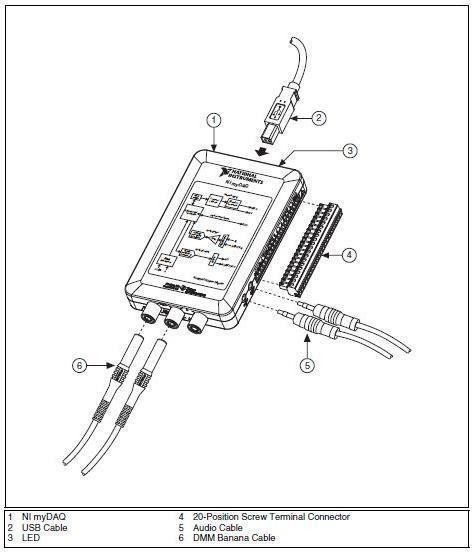 1
2
3
NATIONAL
INSTRUMENTS
NI myDAQ
4
5
6
1 NI myDAQ
2 USB Cable
3 LED
4 20-Position Screw Terminal Connector
5 Audio Cable
6 DMM Banana Cable